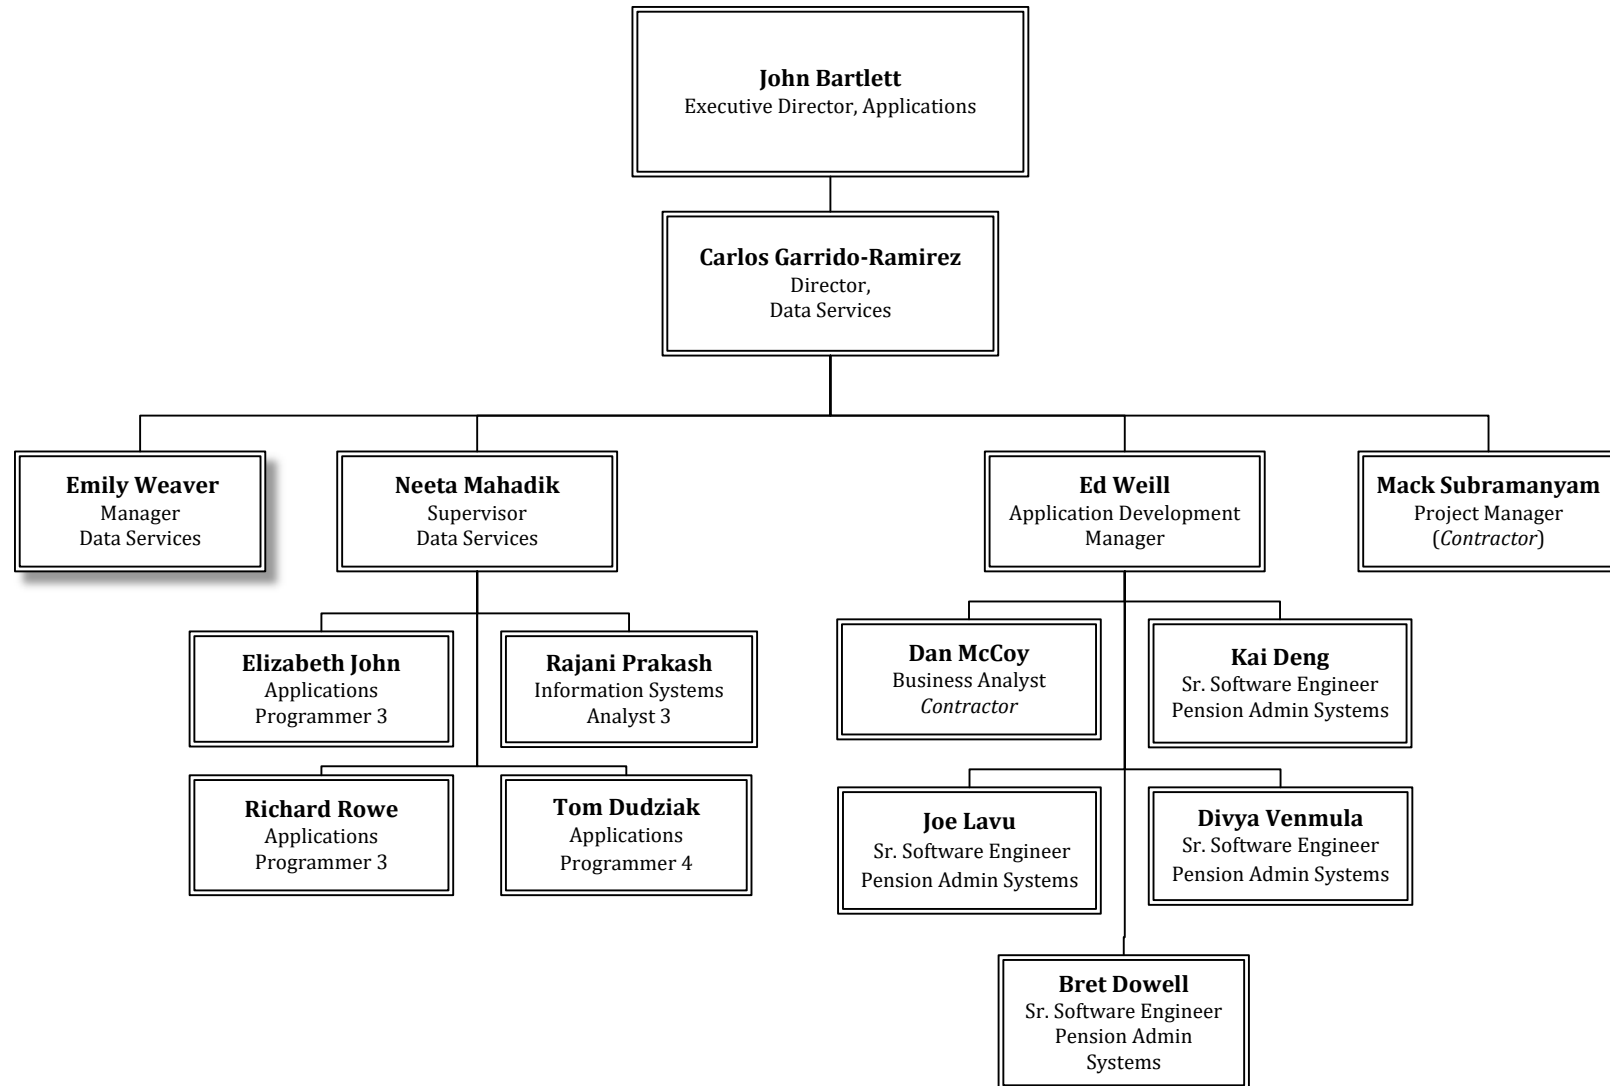 John Bartlett
Executive Director, Applications
Carlos Garrido-Ramirez
Director,
Data Services
Emily Weaver
Manager
Data Services
Neeta Mahadik
Supervisor
Data Services
Ed Weill
Application Development
Manager
Mack Subramanyam
Project Manager
(Contractor)
Elizabeth John
Applications
Programmer 3
Rajani Prakash
Information Systems
Analyst 3
Dan McCoy
Business Analyst
Contractor
Kai Deng
Sr. Software Engineer
Pension Admin Systems
Richard Rowe
Applications
Programmer 3
Tom Dudziak
Applications
Programmer 4
Joe Lavu
Sr. Software Engineer
Pension Admin Systems
Divya Venmula
Sr. Software Engineer
Pension Admin Systems
Bret Dowell
Sr. Software Engineer
Pension Admin
Systems